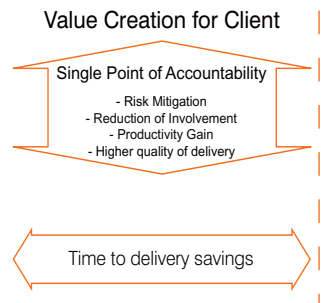 Value Creation for Client
Single Point of Accountability
- Risk Mitigation
- Reduction of Involvement
- Productivity Gain
- Higher quality of delivery
Time to delivery savings